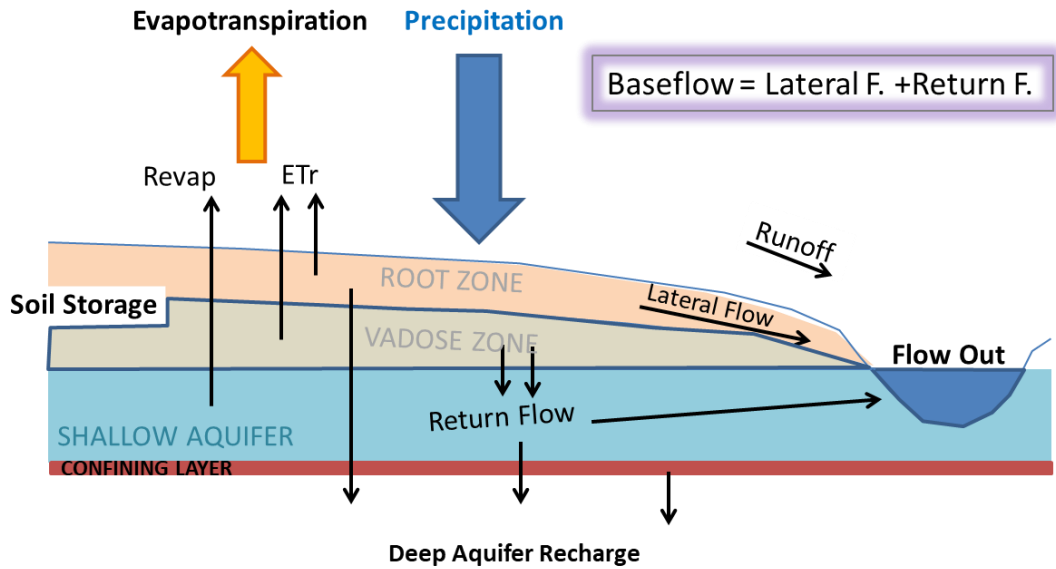 Evapotranspiration
Precipitation
Baseflow = Lateral F. +Return F.
Revap
ETr
Runoff
ROOT ZONE
Soil Storage
Lateral Flow
VADOSE ZONE
Flow Out
Return Flow
SHALLOW AQUIFER
CONFINING LAYER
Deep Aquifer Recharge